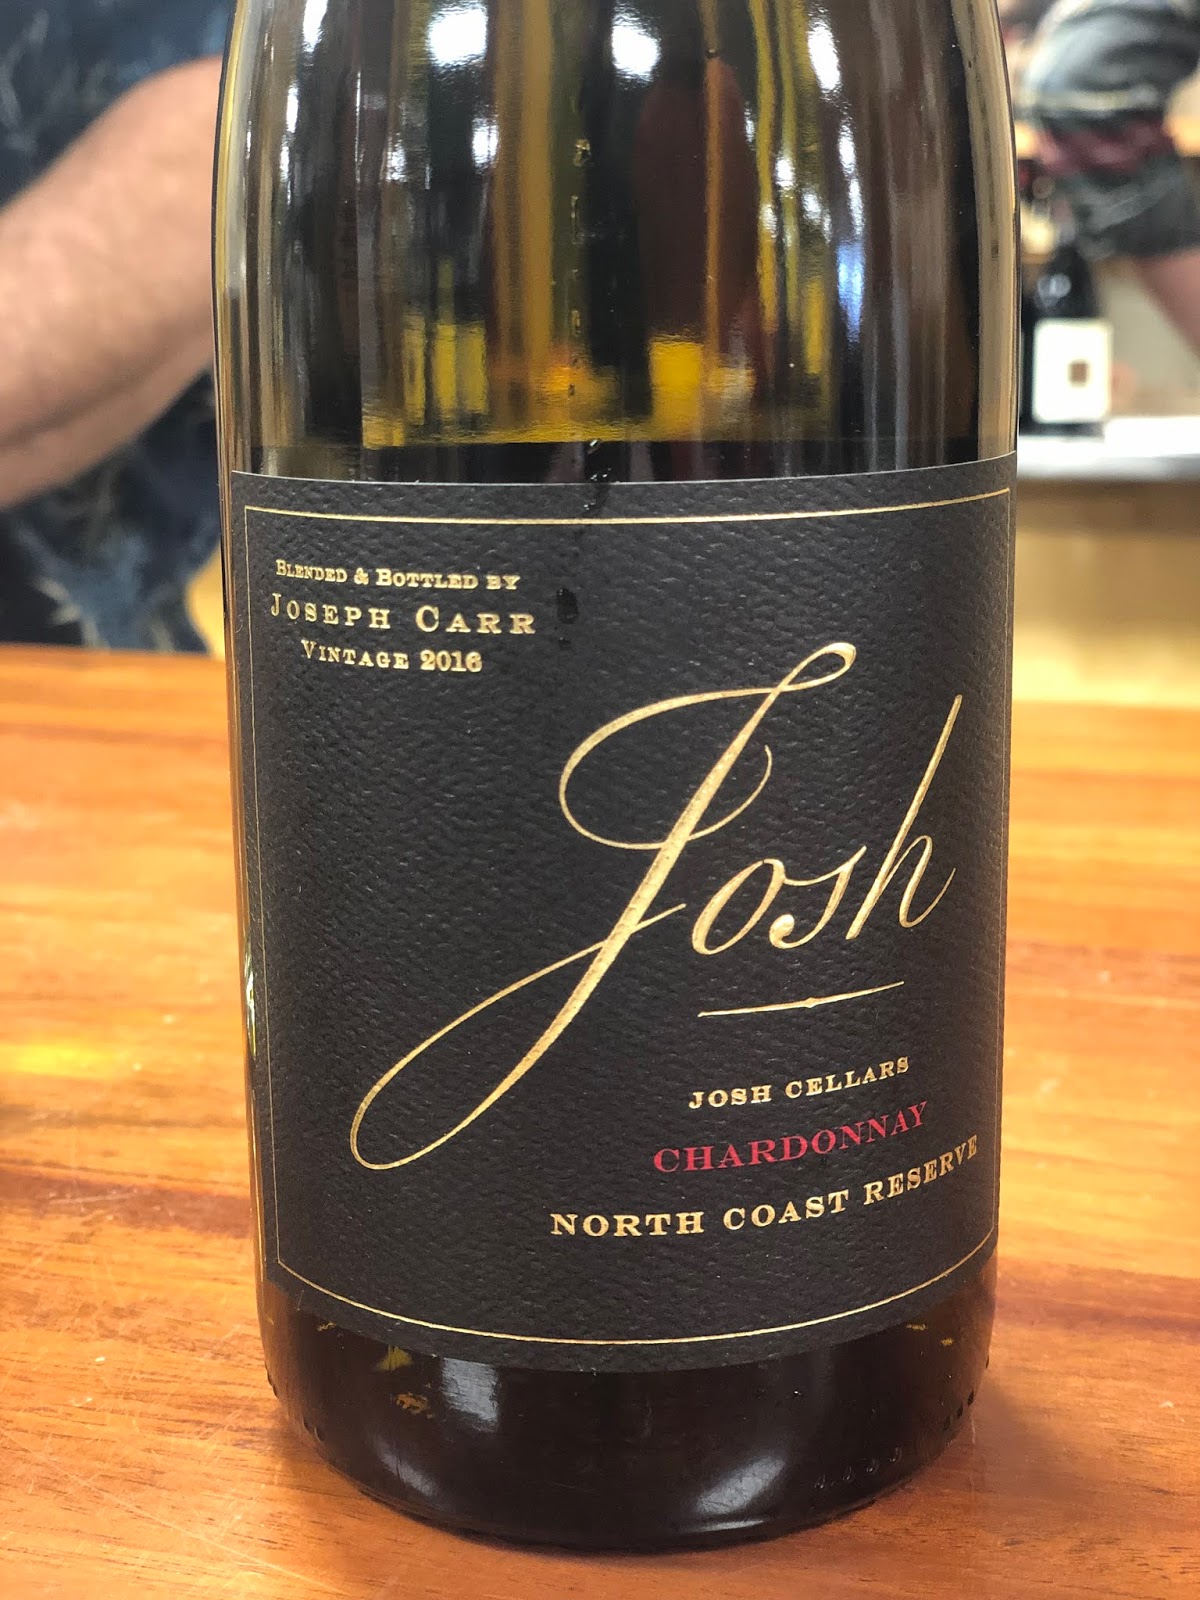 BLENDED & BOTTLED BY
JOSEPH CARR
VINTAGE 2016
Josh
JOSH CELLARS
CHARDONNAY
NORTH COAST RESERVE